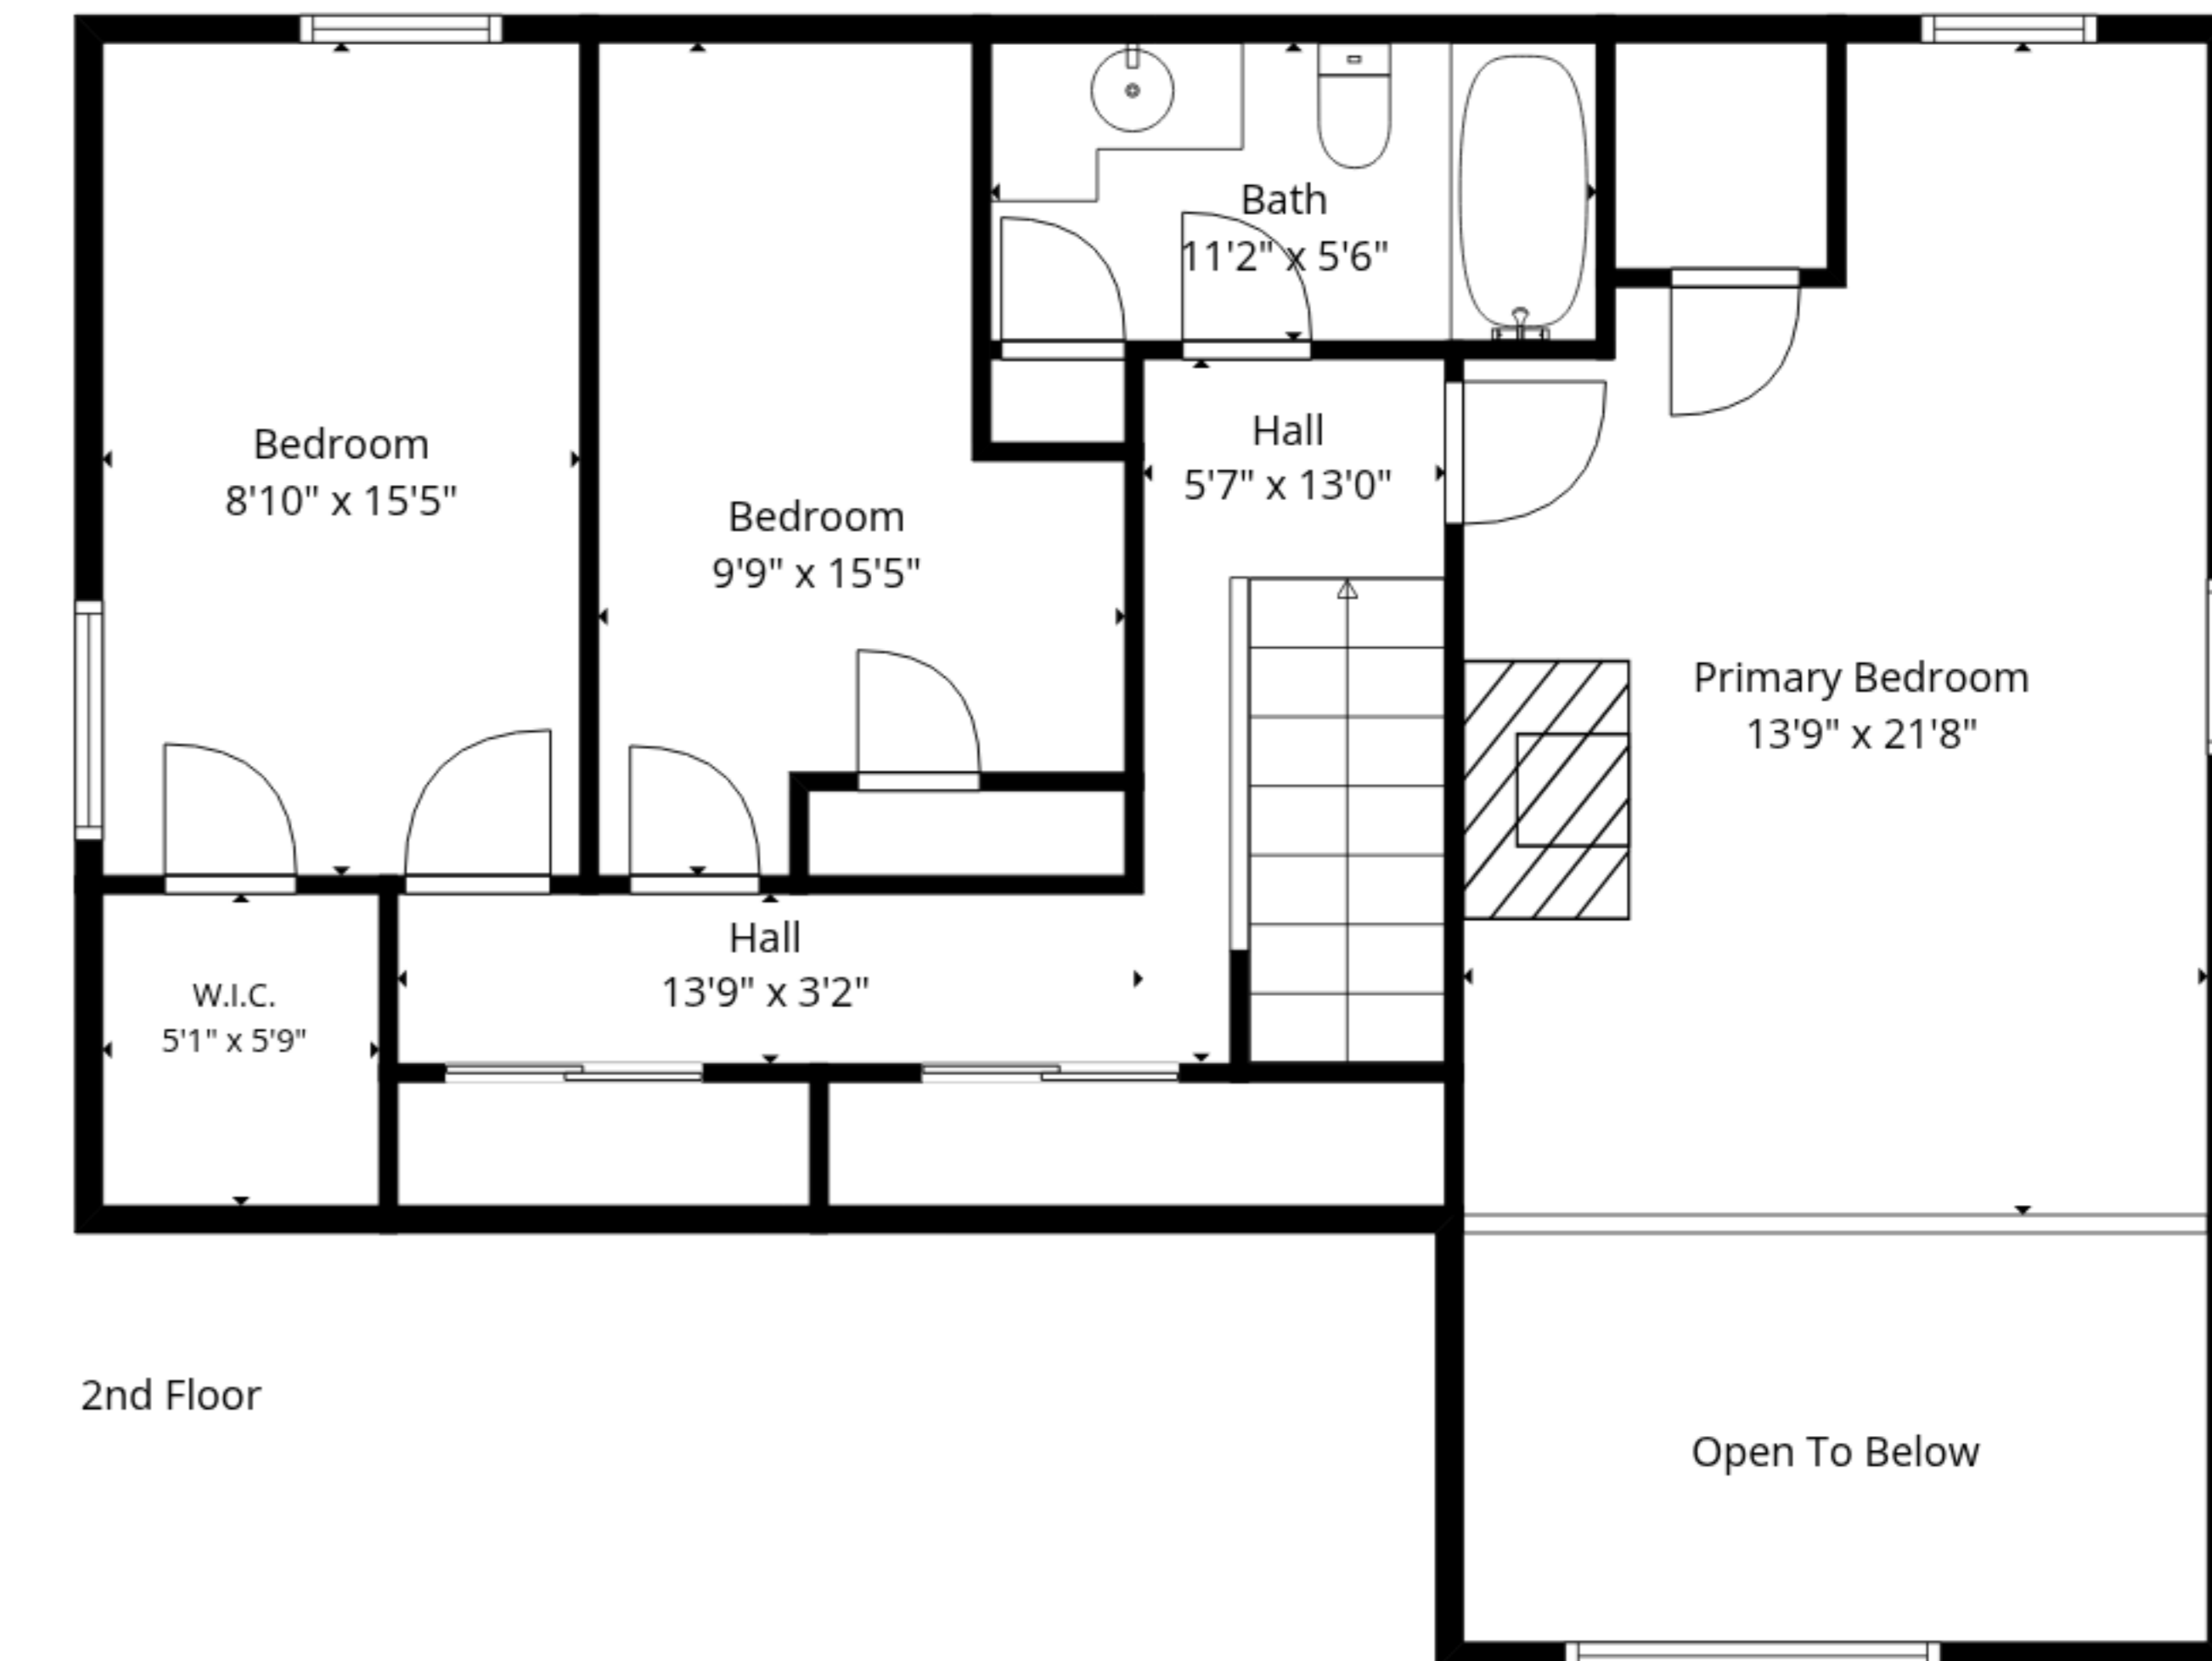 Bath
11'2" x 5'6"
Bedroom
8'10" x 15'5"
Hall
5'7" x 13'0"
Bedroom
9'9" x 15'5"
Primary Bedroom
13'9" x 21'8"
Hall
13'9" x 3'2"
W.I.C.
5'1" x 5'9"
2nd Floor
Open To Below